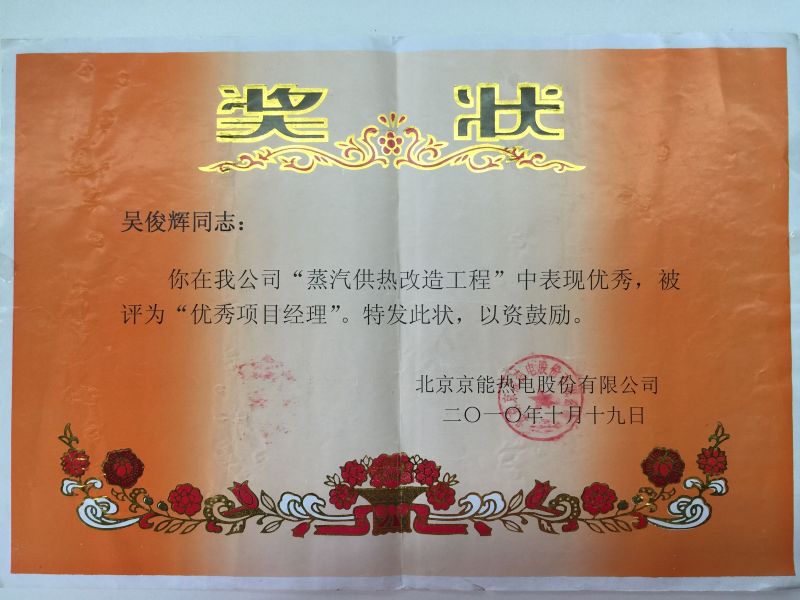 奖状
吴俊辉同志：
你在我公司“蒸汽供热改造工程”中表现优秀，被
评为“优秀项目经理”。特发此状，以资鼓励。
北京京能热电股份有限公司
二〇一〇年十月十九日